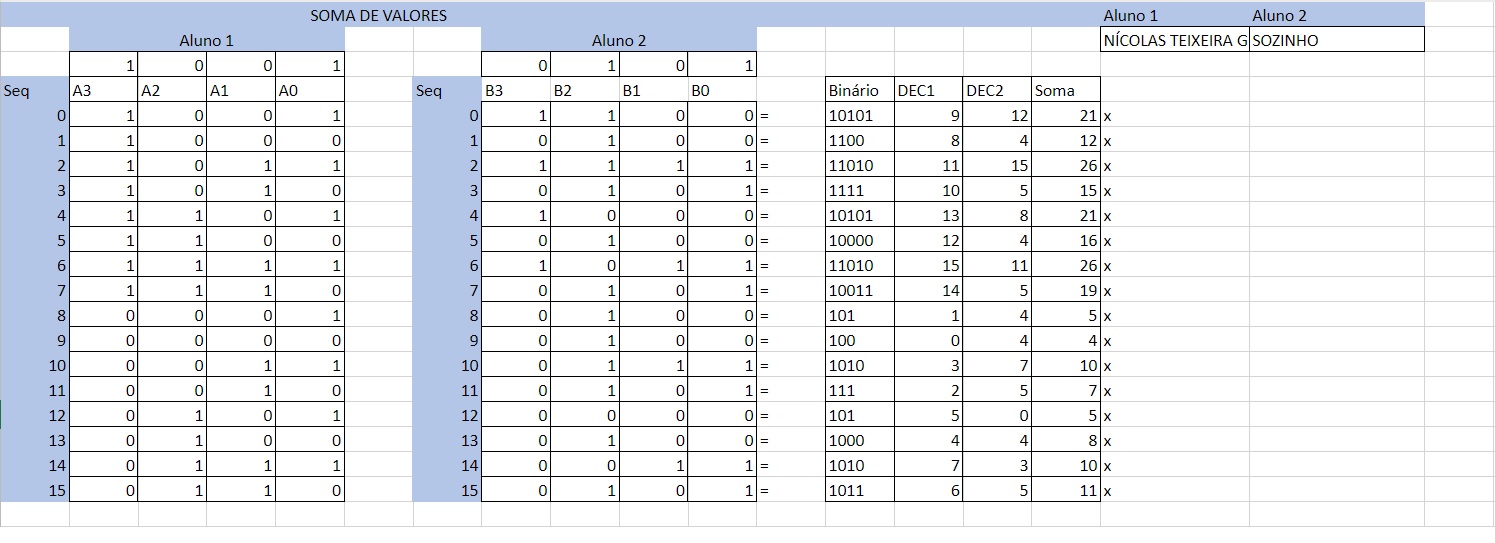 SOMA DE VALORES Aluno 1 Aluno 2
Aluno 1 Aluno 2 NÍCOLAS TEIXEIRA G SOZINHO
1 0 0 1 0 1 0 1
Seq A3 A2 A1 A0 Seq B3 B2 B1 B0 Binário DEC1 DEC2 Soma
0 1 0 0 1 0 1 1 0 0 = 10101 9 12 21 x
1 1 0 0 0 1 0 1 0 0 = 1100 8 4 12 x
2 1 0 1 1 2 1 1 1 1 = 11010 11 15 26 x
3 1 0 1 0 3 0 1 0 1 = 1111 10 5 15 x
4 1 1 0 1 4 1 0 0 0 = 10101 13 8 21 x
5 1 1 0 0 5 0 1 0 0 = 10000 12 4 16 x
6 1 1 1 1 6 1 0 1 1 = 11010 15 11 26 x
7 1 1 1 0 7 0 1 0 1 = 10011 14 5 19 x
8 0 0 0 1 8 0 1 0 0 = 101 1 4 5 x
9 0 0 0 0 9 0 1 0 0 = 100 0 4 4 x
10 0 0 1 1 10 0 1 1 1 = 1010 3 7 10 x
11 0 0 1 0 11 0 1 0 1 = 111 2 5 7 x
12 0 1 0 1 12 0 0 0 0 = 101 5 0 5 x
13 0 1 0 0 13 0 1 0 0 = 1000 4 4 8 x
14 0 1 1 1 14 0 0 1 1 = 1010 7 3 10 x
15 0 1 1 0 15 0 1 0 1 = 1011 6 5 11 x